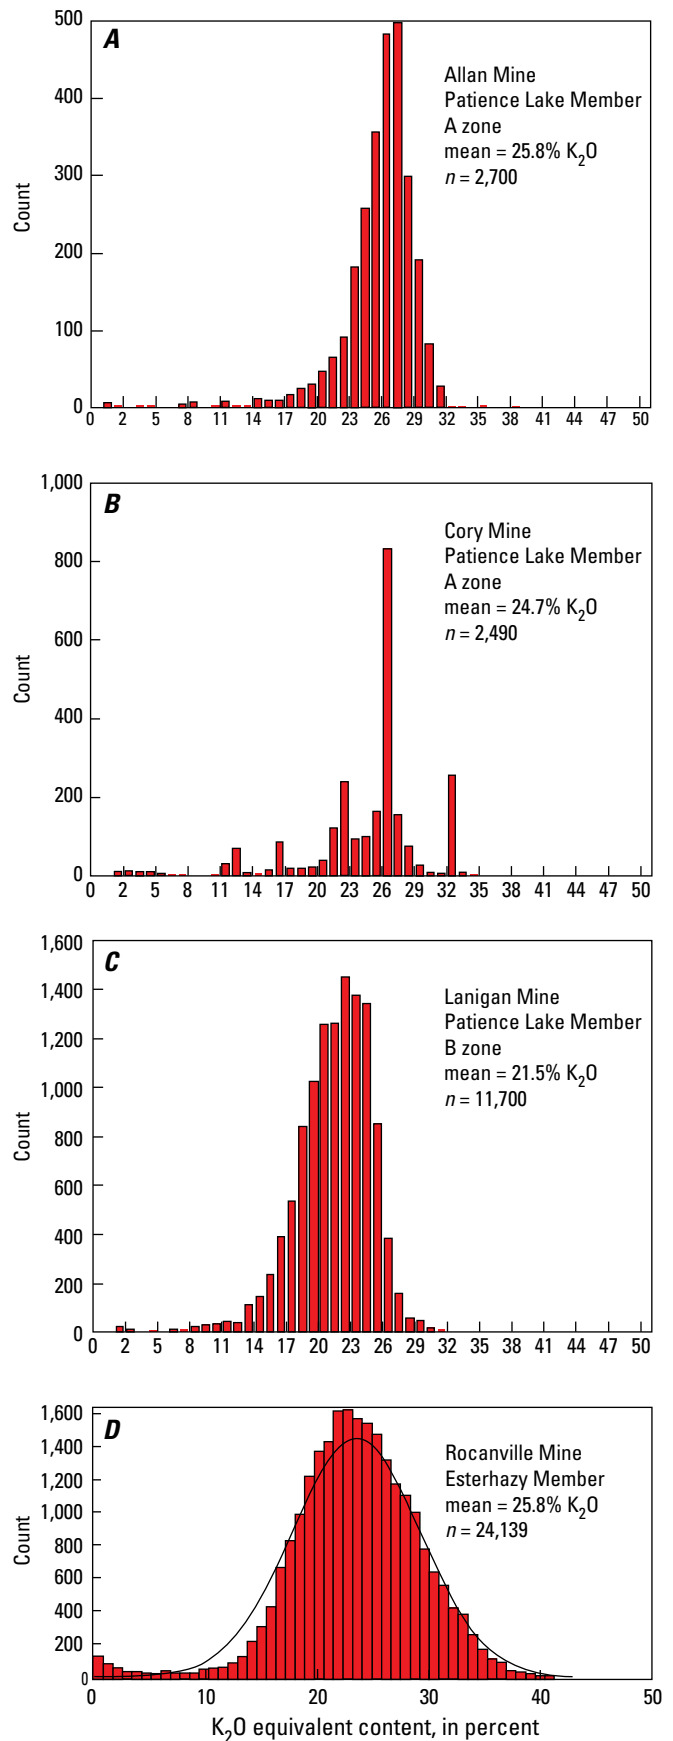 500
400
300
200
100
0
Count
A
Allan Mine
Patience Lake Member
A zone
mean = 25.8% K₂O
n = 2,700
0 2 5 8 11 14 17 20 23 26 29 32 35 38 41 44 47 50
1,000
800
600
400
200
0
Count
B
Cory Mine
Patience Lake Member
A zone
mean = 24.7% K₂O
n = 2,490
0 2 5 8 11 14 17 20 23 26 29 32 35 38 41 44 47 50
1,600
1,400
1,200
1,000
800
600
400
200
0
Count
C
Lanigan Mine
Patience Lake Member
B zone
mean = 21.5% K₂O
n = 11,700
0 2 5 8 11 14 17 20 23 26 29 32 35 38 41 44 47 50
1,600
1,400
1,200
1,000
800
600
400
200
0
Count
D
Rocanville Mine
Esterhazy Member
mean = 25.8% K₂O
n = 24,139
0 10 20 30 40 50
K₂O equivalent content, in percent